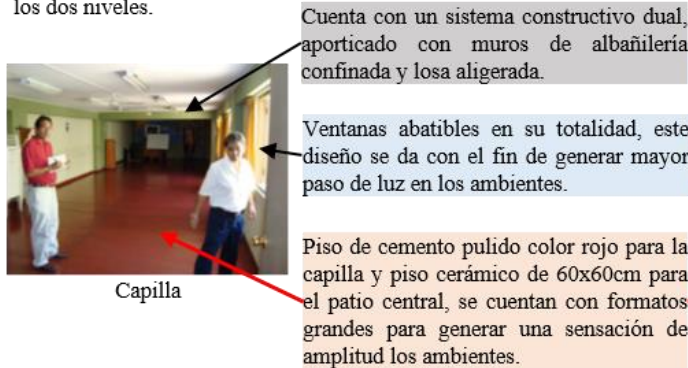 los dos niveles.
Cuenta con un sistema constructivo dual,
aporticado con muros de albañilería
confinada y losa aligerada.
Ventanas abatibles en su totalidad, este
diseño se da con el fin de generar mayor
paso de luz en los ambientes.
Piso de cemento pulido color rojo para la
capilla y piso cerámico de 60x60cm para
el patio central, se cuentan con formatos
grandes para generar una sensación de
amplitud los ambientes.
Capilla